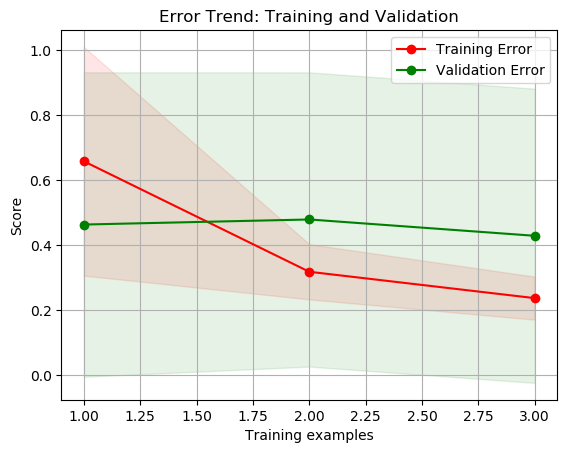 Error Trend: Training and Validation
Training Error
Validation Error
Score
1.0
0.8
0.6
0.4
0.2
0.0
1.00 1.25 1.50 1.75 2.00 2.25 2.50 2.75 3.00
Training examples